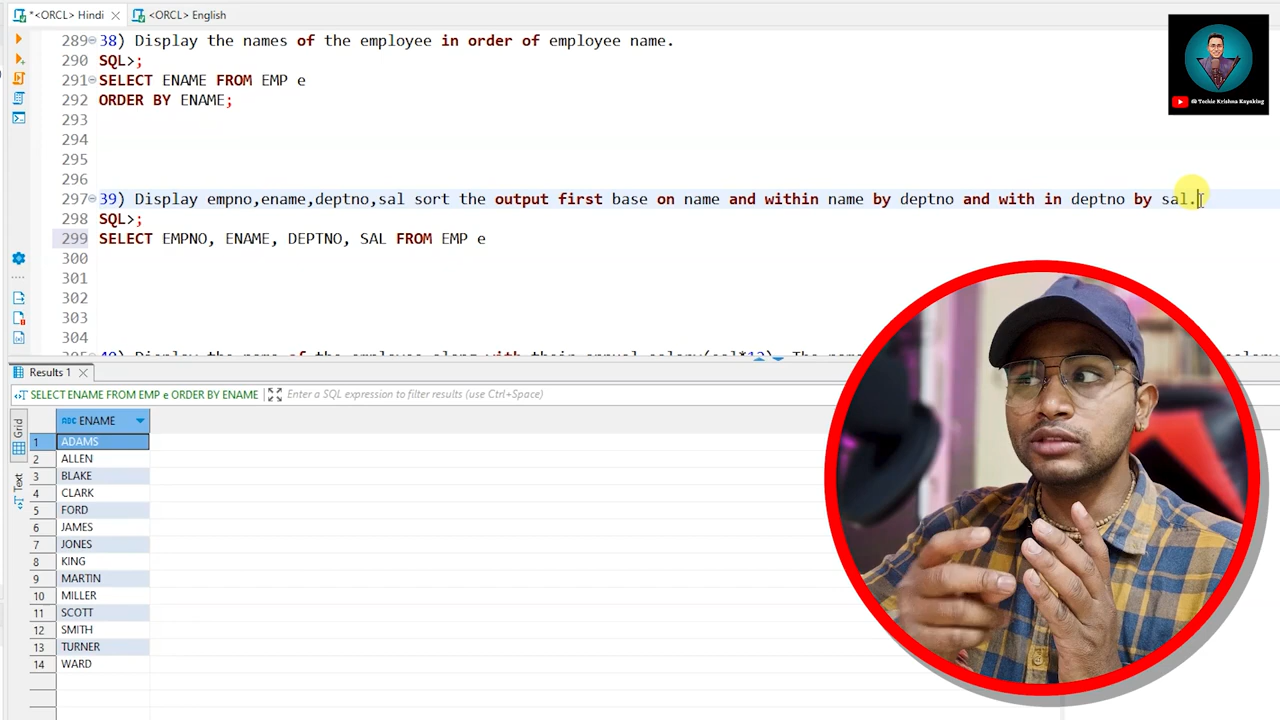 *<ORCL> Hindi
<ORCL> English
289 38) Display the names of the employee in order of employee name.
290 SQL>;
291 SELECT ENAME FROM EMP e
292 ORDER BY ENAME;
293
294
295
296
297 39) Display empno,ename,deptno,sal sort the output first base on name and within name by deptno and with in deptno by sal.
298 SQL>;
299 SELECT EMPNO, ENAME, DEPTNO, SAL FROM EMP e
300
301
302
303
304
Techie Krishna Kayaking
Results 1
SELECT ENAME FROM EMP e ORDER BY ENAME
Enter a SQL expression to filter results (use Ctrl+Space)
Grid
Text
ABC ENAME
1 ADAMS
2 ALLEN
3 BLAKE
4 CLARK
5 FORD
6 JAMES
7 JONES
8 KING
9 MARTIN
10 MILLER
11 SCOTT
12 SMITH
13 TURNER
14 WARD